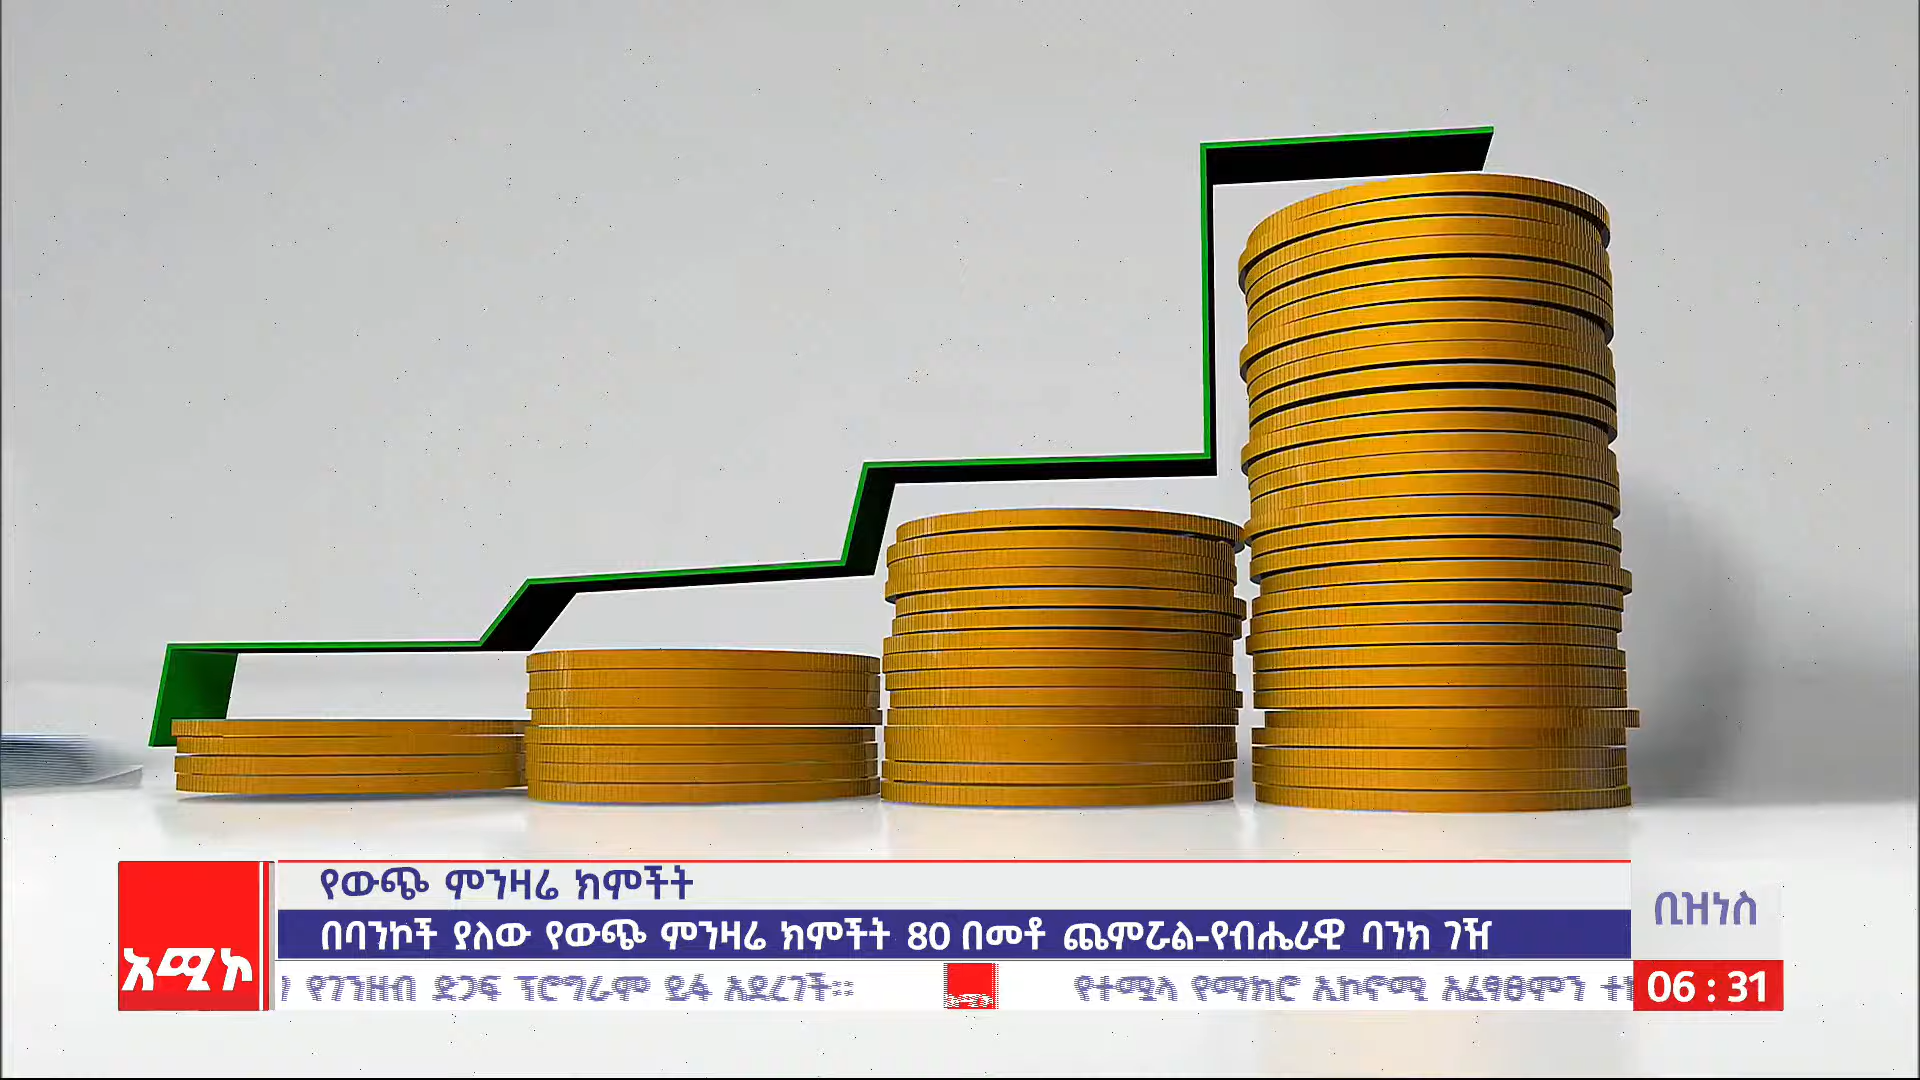 የውጭ ምንዛሬ ክምችት
በባንኮች ያለው የውጭ ምንዛሬ ክምችት 80 በመቶ ጨምሯል-የብሔራዊ ባንክ ገዥ
ቢዝነስ
አሚኮ
የገንዘብ ድጋፍ ፕሮግራም ይፋ አደረገች፡፡
አሚኮ
የተሟላ የማክሮ ኢኮኖሚ አፈፃፀምን
06 : 31